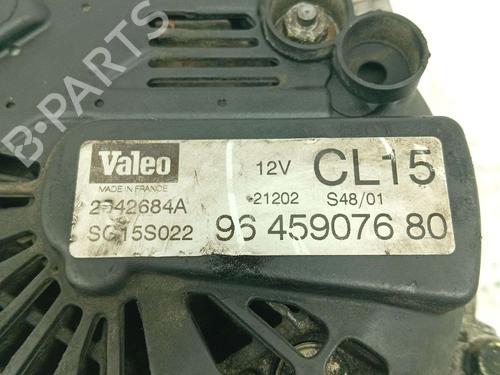 B-PARTS
Valeo
MADE IN FRANCE
12V
CL15
2542684A
21202
S48/01
SG15S022
96 459076 80